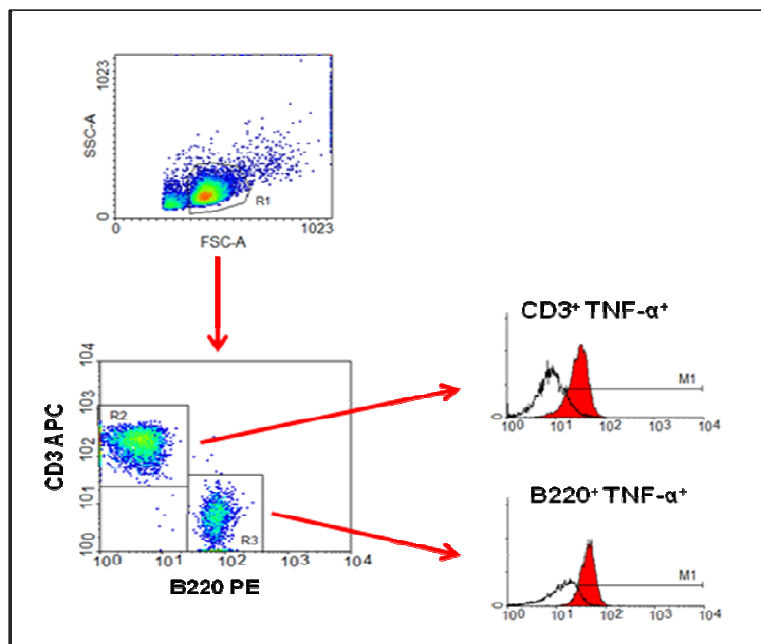 1023
SSC-A
R1
0
0 1023
FSC-A
CD3⁺ TNF-α⁺
M1
10⁰ 10¹ 10² 10³ 10⁴
10⁴
10³
R2
CD3 APC
10²
10¹
R3
10⁰
10⁰ 10¹ 10² 10³ 10⁴
B220 PE
B220⁺ TNF-α⁺
M1
10⁰ 10¹ 10² 10³ 10⁴